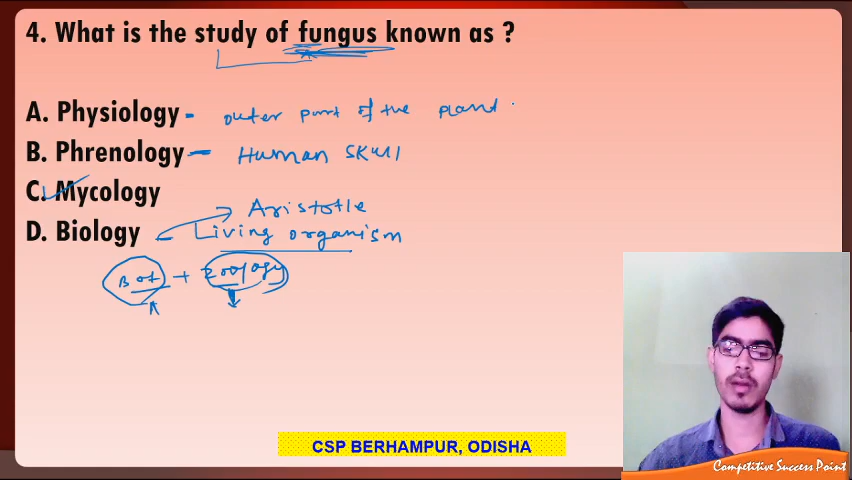 4. What is the study of fungus known as ?
A. Physiology - outer part of the plant.
B. Phrenology - Human SKUll
C. Mycology
Aristotle
D. Biology - Living organism
Bot + Zoology
CSP BERHAMPUR, ODISHA
Competitive Success Point